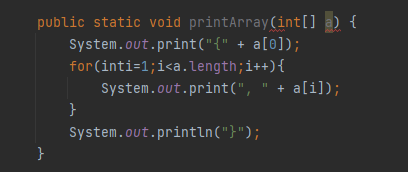 public static void printArray(int[] a) {
System.out.print("{" + a[0]);
for(inti=1;i<a.length;i++){
System.out.print(", " + a[i]);
}
System.out.println("}");
}